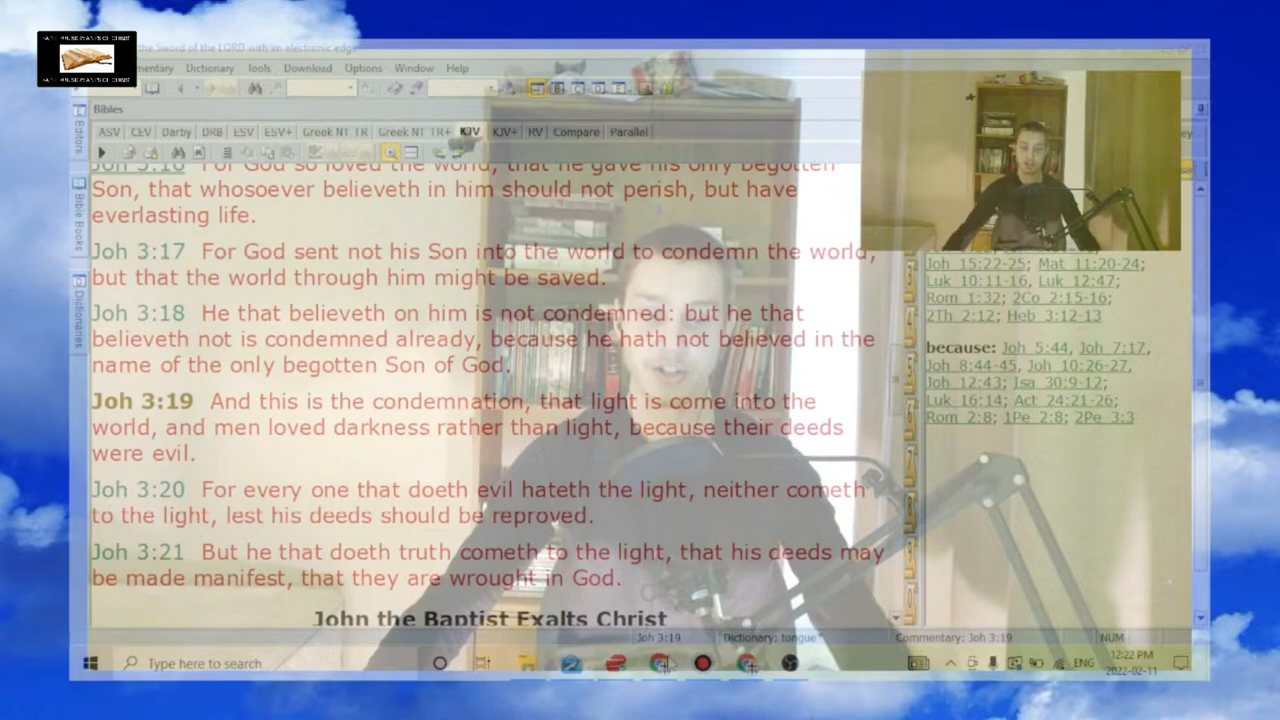 the Sword of the LORD with an electronic edge
Dictionary Tools Download Options Window Help
Bibles
ASV CEV Darby DRB ESV ESV+ Greek NT TR Greek NT TR+ KJV KJV+ RV Compare Parallel
Editors
Bible Books
Dictionaries
Joh 3:16 For God so loved the world, that he gave his only begotten
Son, that whosoever believeth in him should not perish, but have
everlasting life.
Joh 3:17 For God sent not his Son into the world to condemn the world,
but that the world through him might be saved.
Joh 3:18 He that believeth on him is not condemned: but he that
believeth not is condemned already, because he hath not believed in the
name of the only begotten Son of God.
Joh 3:19 And this is the condemnation, that light is come into the
world, and men loved darkness rather than light, because their deeds
were evil.
Joh 3:20 For every one that doeth evil hateth the light, neither cometh
to the light, lest his deeds should be reproved.
Joh 3:21 But he that doeth truth cometh to the light, that his deeds may
be made manifest, that they are wrought in God.
John the Baptist Exalts Christ
Joh 15:22-25; Mat 11:20-24;
Luk 10:11-16, Luk 12:47;
Rom 1:32; 2Co 2:15-16;
2Th 2:12; Heb 3:12-13
because: Joh 5:44, Joh 7:17,
Joh 8:44-45, Joh 10:26-27,
Joh 12:43; Isa 30:9-12;
Luk 16:14; Act 24:21-26;
Rom 2:8; 1Pe 2:8; 2Pe 3:3
Joh 3:19 Dictionary: tongue Commentary: Joh 3:19 NUM
Type here to search
ENG
12:22 PM
2022-02-11